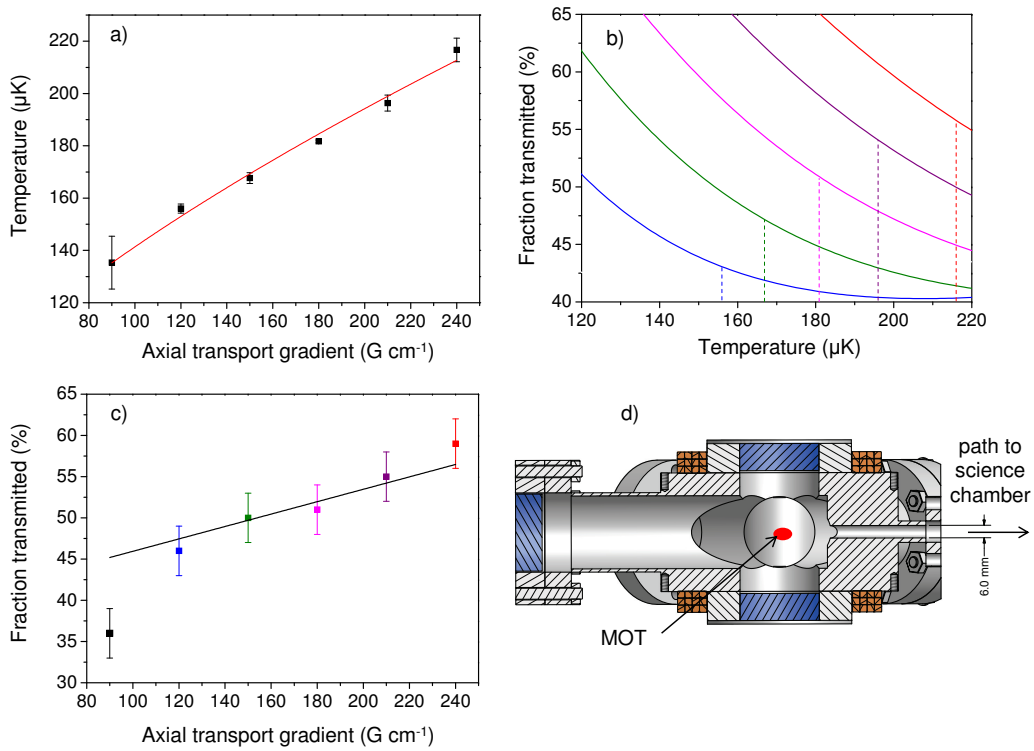 a)
Temperature (µK)
220
200
180
160
140
120
80 100 120 140 160 180 200 220 240
Axial transport gradient (G cm⁻¹)
b)
Fraction transmitted (%)
65
60
55
50
45
40
120 140 160 180 200 220
Temperature (µK)
c)
Fraction transmitted (%)
65
60
55
50
45
40
35
30
80 100 120 140 160 180 200 220 240
Axial transport gradient (G cm⁻¹)
d)
path to
science
chamber
6.0 mm
MOT